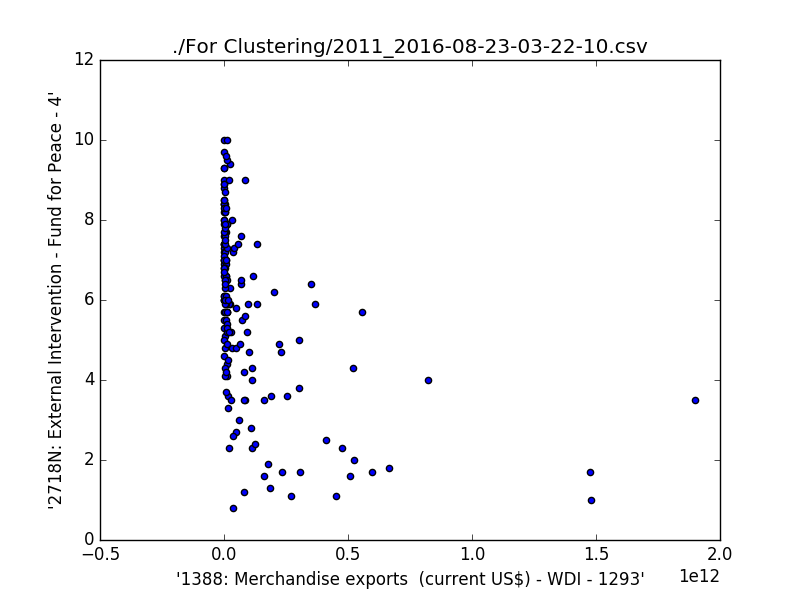 ./For Clustering/2011_2016-08-23-03-22-10.csv
12
10
8
6
4
2
0
'2718N: External Intervention - Fund for Peace - 4'
−0.5 0.0 0.5 1.0 1.5 2.0
1e12
'1388: Merchandise exports  (current US$) - WDI - 1293'